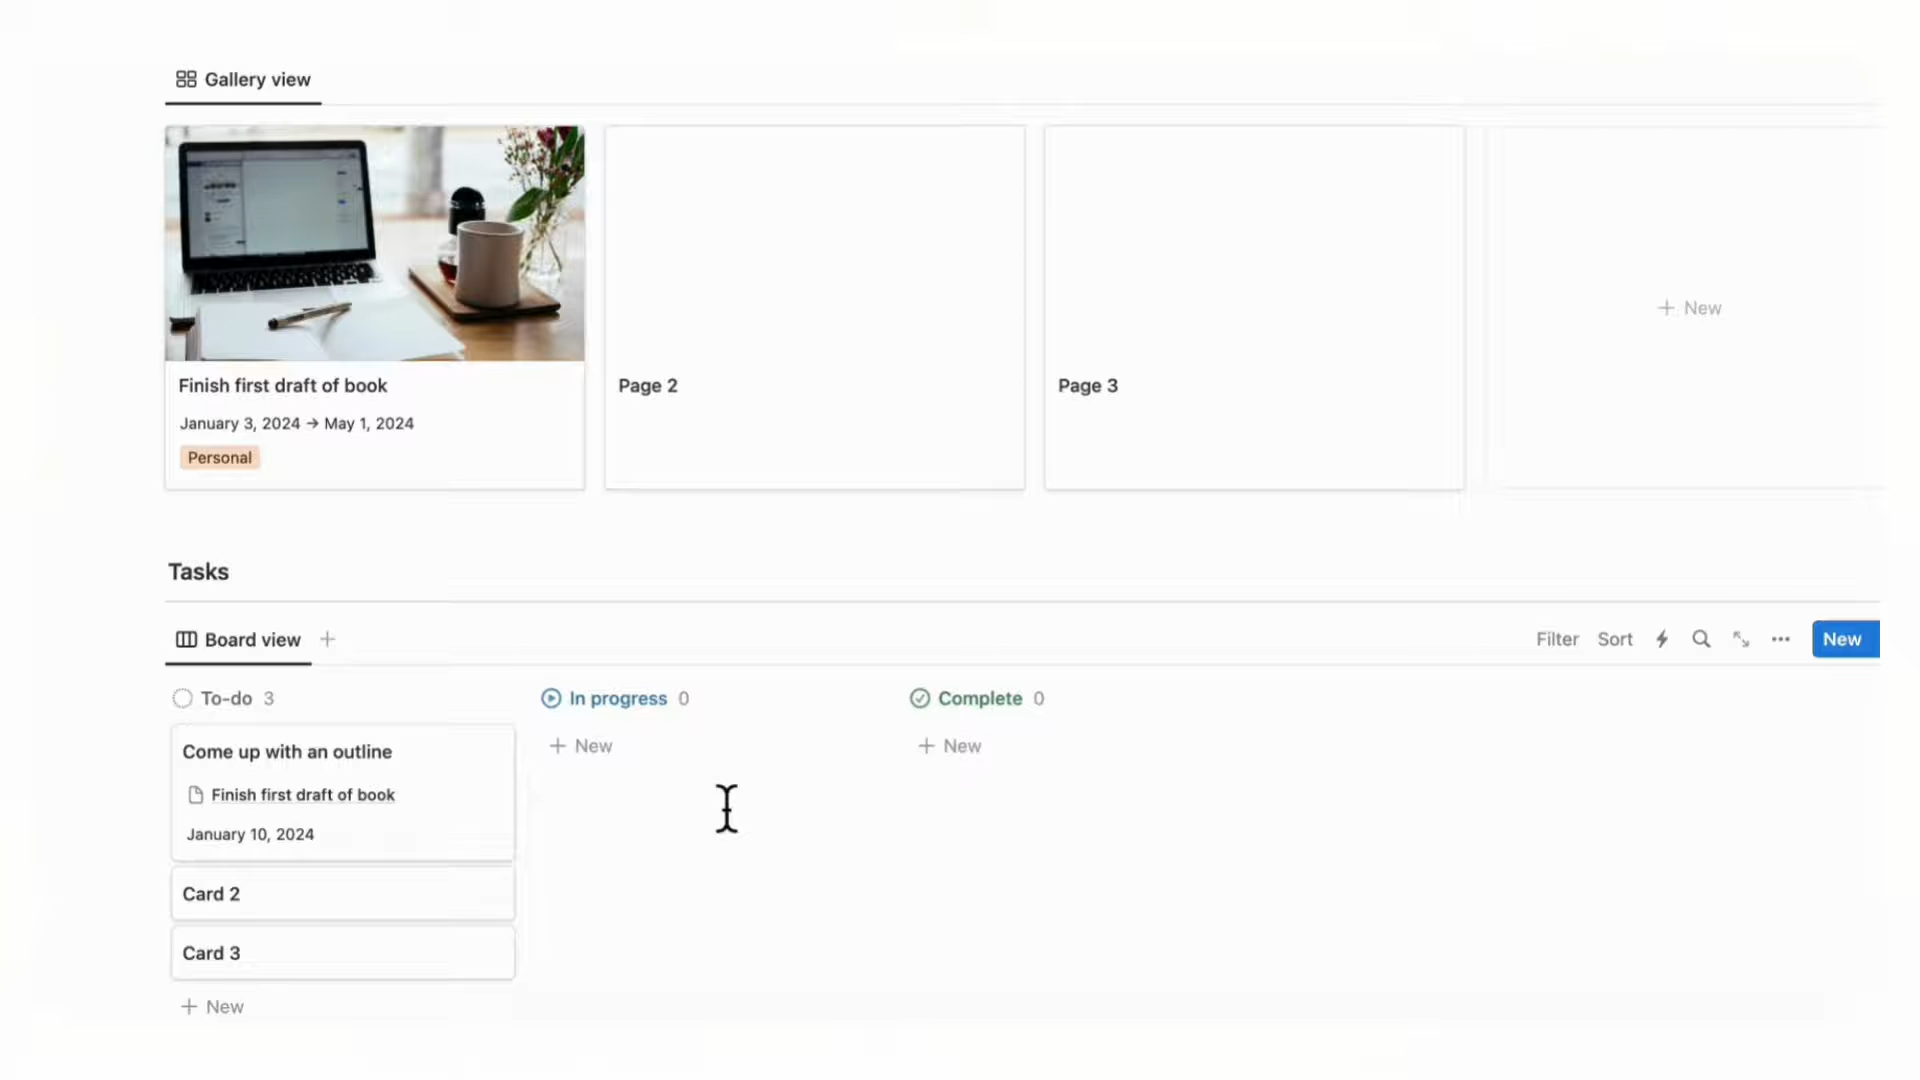 Gallery view
Finish first draft of book
January 3, 2024 → May 1, 2024
Personal
Page 2
Page 3
+ New
Tasks
Board view +
Filter Sort ••• New
To-do 3
Come up with an outline
Finish first draft of book
January 10, 2024
Card 2
Card 3
+ New
In progress 0
+ New
Complete 0
+ New